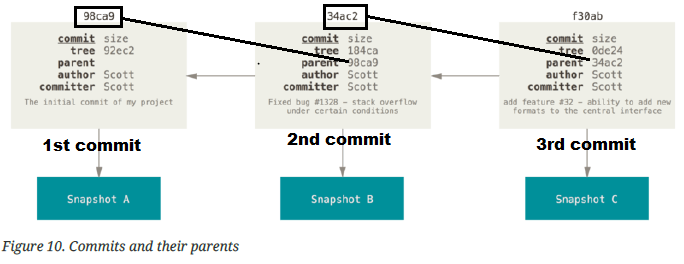 98ca9
commit size
tree 92ec2
parent
author Scott
committer Scott
The initial commit of my project
1st commit
Snapshot A
34ac2
commit size
tree 184ca
parent 98ca9
author Scott
committer Scott
Fixed bug #1328 – stack overflow
under certain conditions
2nd commit
Snapshot B
f30ab
commit size
tree 0de24
parent 34ac2
author Scott
committer Scott
add feature #32 – ability to add new
formats to the central interface
3rd commit
Snapshot C
Figure 10. Commits and their parents